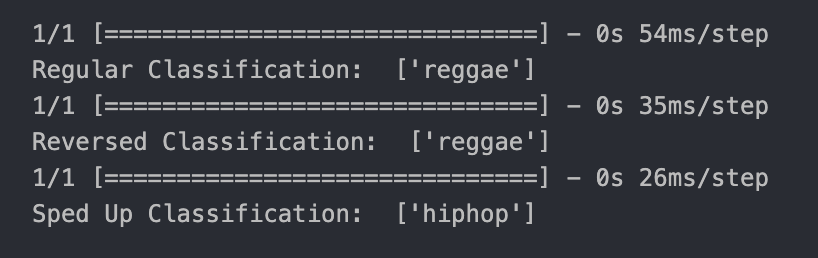 1/1 [==============================] - 0s 54ms/step
Regular Classification:  ['reggae']
1/1 [==============================] - 0s 35ms/step
Reversed Classification:  ['reggae']
1/1 [==============================] - 0s 26ms/step
Sped Up Classification:  ['hiphop']